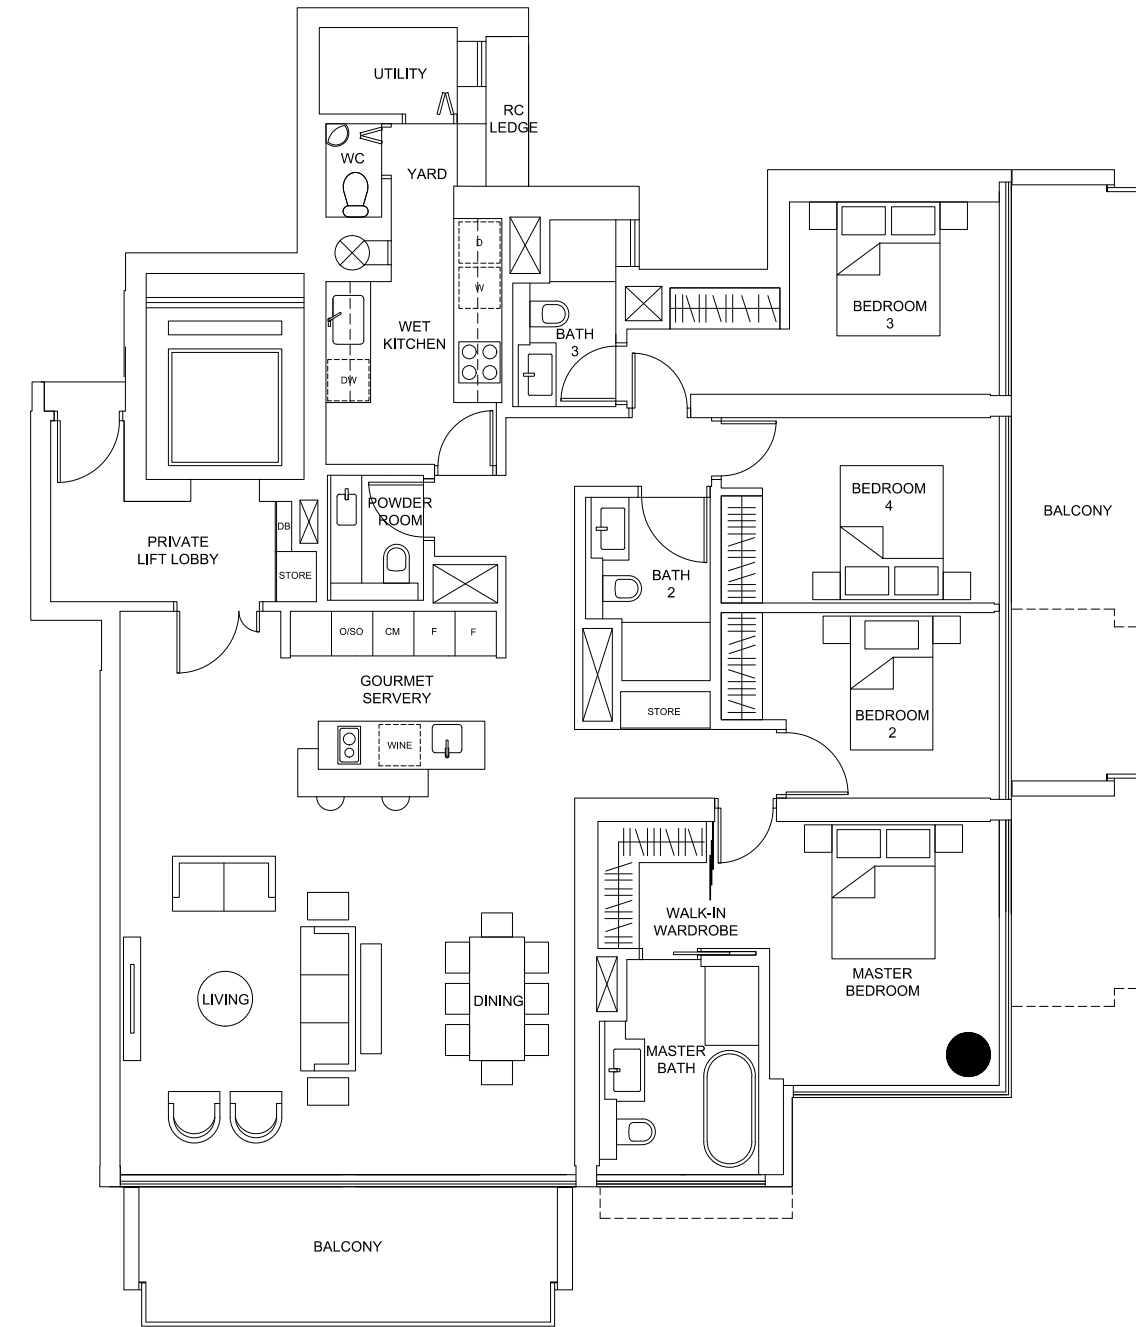 UTILITY
RC
LEDGE
WC
YARD
D
W
WET
KITCHEN
DW
BATH
3
BEDROOM
3
BEDROOM
4
BALCONY
POWDER
ROOM
DB
PRIVATE
LIFT LOBBY
STORE
BATH
2
O/SO
CM
F
F
GOURMET
SERVERY
STORE
BEDROOM
2
WINE
WALK-IN
WARDROBE
MASTER
BEDROOM
LIVING
DINING
MASTER
BATH
BALCONY